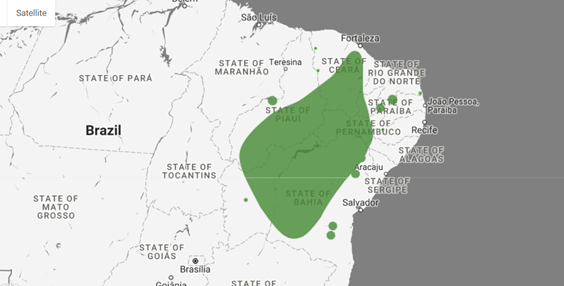 Satellite
São Luís
Fortaleza
STATE OF
MARANHÃO
Teresina
STATE OF
CEARÁ
STATE OF
RIO GRANDE
DO NORTE
STATE OF PARÁ
STATE OF
PIAUÍ
STATE OF
PARAÍBA
João Pessoa,
Paraíba
Brazil
STATE OF
PERNAMBUCO
Recife
STATE OF
ALAGOAS
STATE OF
TOCANTINS
Aracaju
STATE OF
SERGIPE
STATE OF
BAHIA
STATE OF
MATO
GROSSO
Salvador
STATE OF
GOIÁS
Brasília
Goiânia
STATE OF